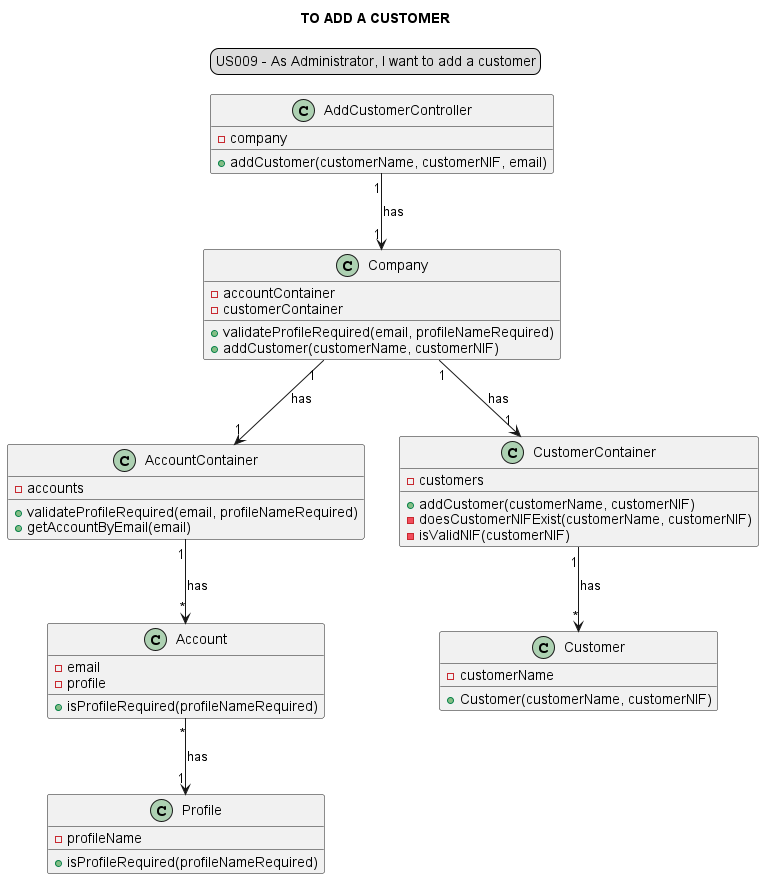 TO ADD A CUSTOMER
US009 - As Administrator, I want to add a customer
C AddCustomerController
company
addCustomer(customerName, customerNIF, email)
1
has
1
C Company
accountContainer
customerContainer
validateProfileRequired(email, profileNameRequired)
addCustomer(customerName, customerNIF)
1
1
has
has
1
1
C AccountContainer
accounts
validateProfileRequired(email, profileNameRequired)
getAccountByEmail(email)
C CustomerContainer
customers
addCustomer(customerName, customerNIF)
doesCustomerNIFExist(customerName, customerNIF)
isValidNIF(customerNIF)
1
has
*
1
has
*
C Account
email
profile
isProfileRequired(profileNameRequired)
C Customer
customerName
Customer(customerName, customerNIF)
*
has
1
C Profile
profileName
isProfileRequired(profileNameRequired)